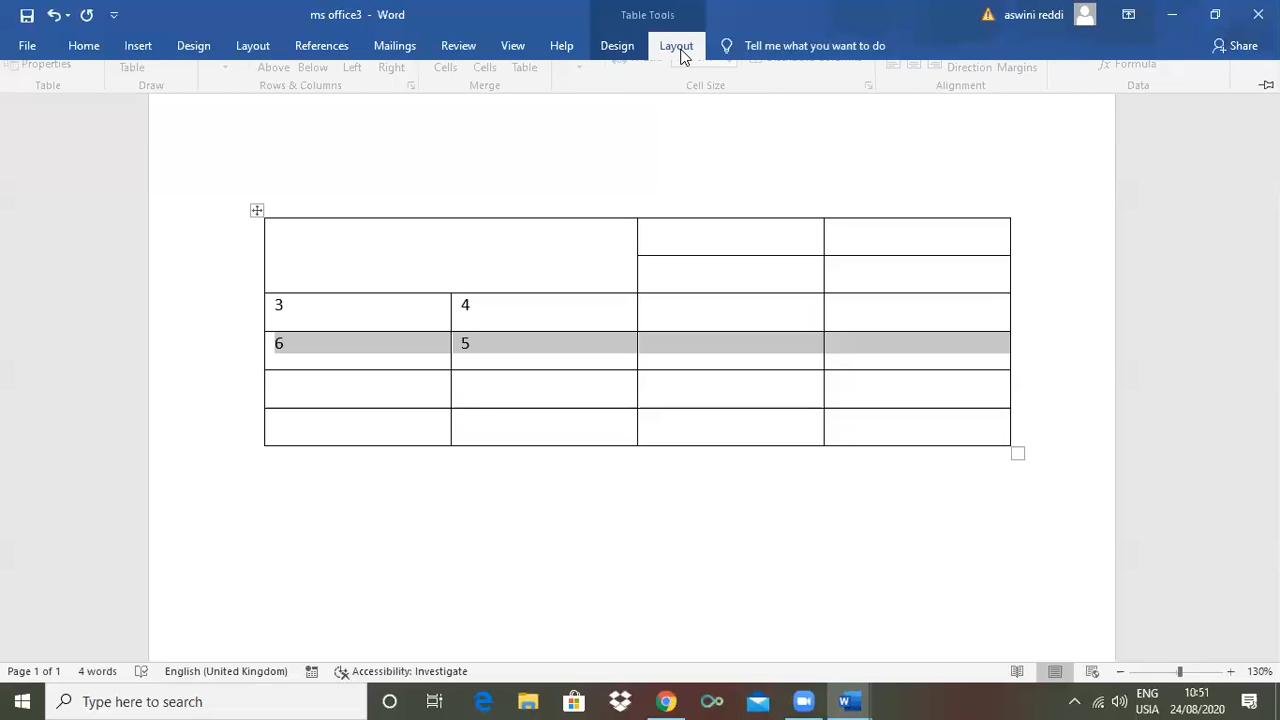 ms office3 - Word
Table Tools
aswini reddi
File Home Insert Design Layout References Mailings Review View Help Design Layout Tell me what you want to do Share
Properties Table Above Below Left Right Cells Cells Table Direction Margins Formula
Table Draw Rows & Columns Merge Cell Size Alignment Data
3 4
6 5
Page 1 of 1 4 words English (United Kingdom) Accessibility: Investigate 130%
Type here to search
ENG
USIA
10:51
24/08/2020